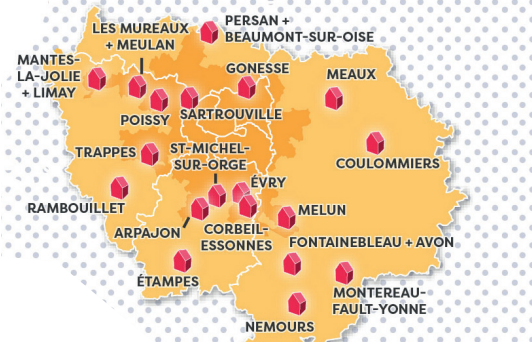 PERSAN +
BEAUMONT-SUR-OISE
LES MUREAUX
+ MEULAN
MANTES-
LA-JOLIE
+ LIMAY
GONESSE
MEAUX
POISSY
SARTROUVILLE
TRAPPES
ST-MICHEL-
SUR-ORGE
COULOMMIERS
ÉVRY
RAMBOUILLET
MELUN
ARPAJON
CORBEIL-
ESSONNES
FONTAINEBLEAU + AVON
ÉTAMPES
MONTEREAU-
FAULT-YONNE
NEMOURS